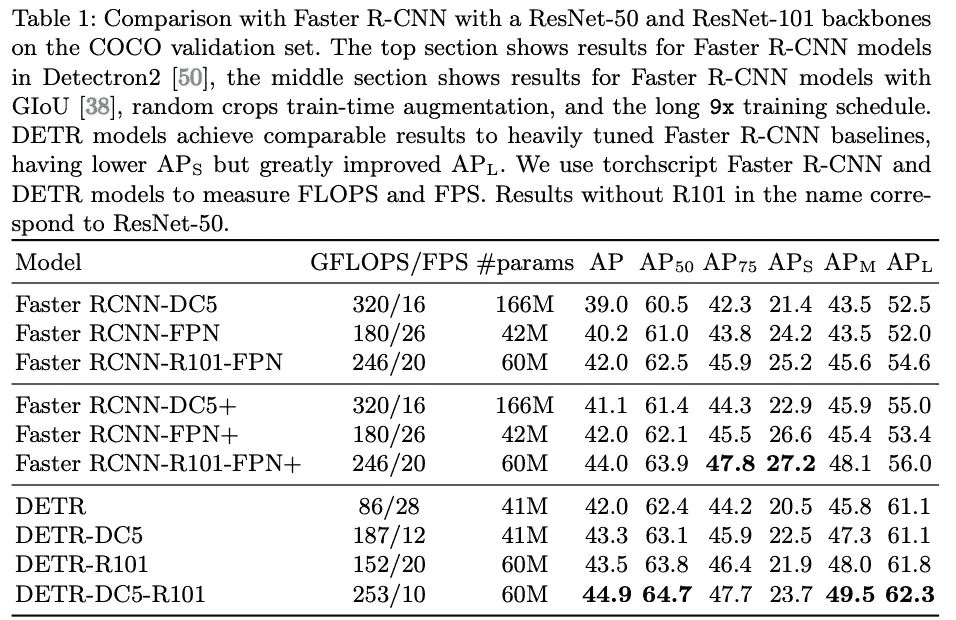 Table 1: Comparison with Faster R-CNN with a ResNet-50 and ResNet-101 backbones
on the COCO validation set. The top section shows results for Faster R-CNN models
in Detectron2 [50], the middle section shows results for Faster R-CNN models with
GIoU [38], random crops train-time augmentation, and the long 9x training schedule.
DETR models achieve comparable results to heavily tuned Faster R-CNN baselines,
having lower APS but greatly improved APL. We use torchscript Faster R-CNN and
DETR models to measure FLOPS and FPS. Results without R101 in the name corre-
spond to ResNet-50.
Model GFLOPS/FPS #params AP AP50 AP75 APS APM APL
Faster RCNN-DC5 320/16 166M 39.0 60.5 42.3 21.4 43.5 52.5
Faster RCNN-FPN 180/26 42M 40.2 61.0 43.8 24.2 43.5 52.0
Faster RCNN-R101-FPN 246/20 60M 42.0 62.5 45.9 25.2 45.6 54.6
Faster RCNN-DC5+ 320/16 166M 41.1 61.4 44.3 22.9 45.9 55.0
Faster RCNN-FPN+ 180/26 42M 42.0 62.1 45.5 26.6 45.4 53.4
Faster RCNN-R101-FPN+ 246/20 60M 44.0 63.9 47.8 27.2 48.1 56.0
DETR 86/28 41M 42.0 62.4 44.2 20.5 45.8 61.1
DETR-DC5 187/12 41M 43.3 63.1 45.9 22.5 47.3 61.1
DETR-R101 152/20 60M 43.5 63.8 46.4 21.9 48.0 61.8
DETR-DC5-R101 253/10 60M 44.9 64.7 47.7 23.7 49.5 62.3